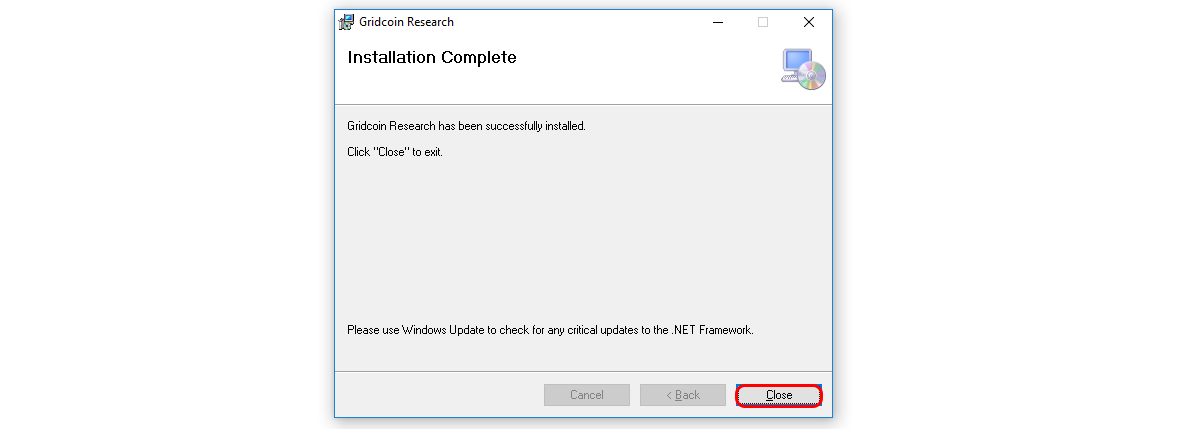 Gridcoin Research
Installation Complete
Gridcoin Research has been successfully installed.
Click "Close" to exit.
Please use Windows Update to check for any critical updates to the .NET Framework.
Cancel
< Back
Close